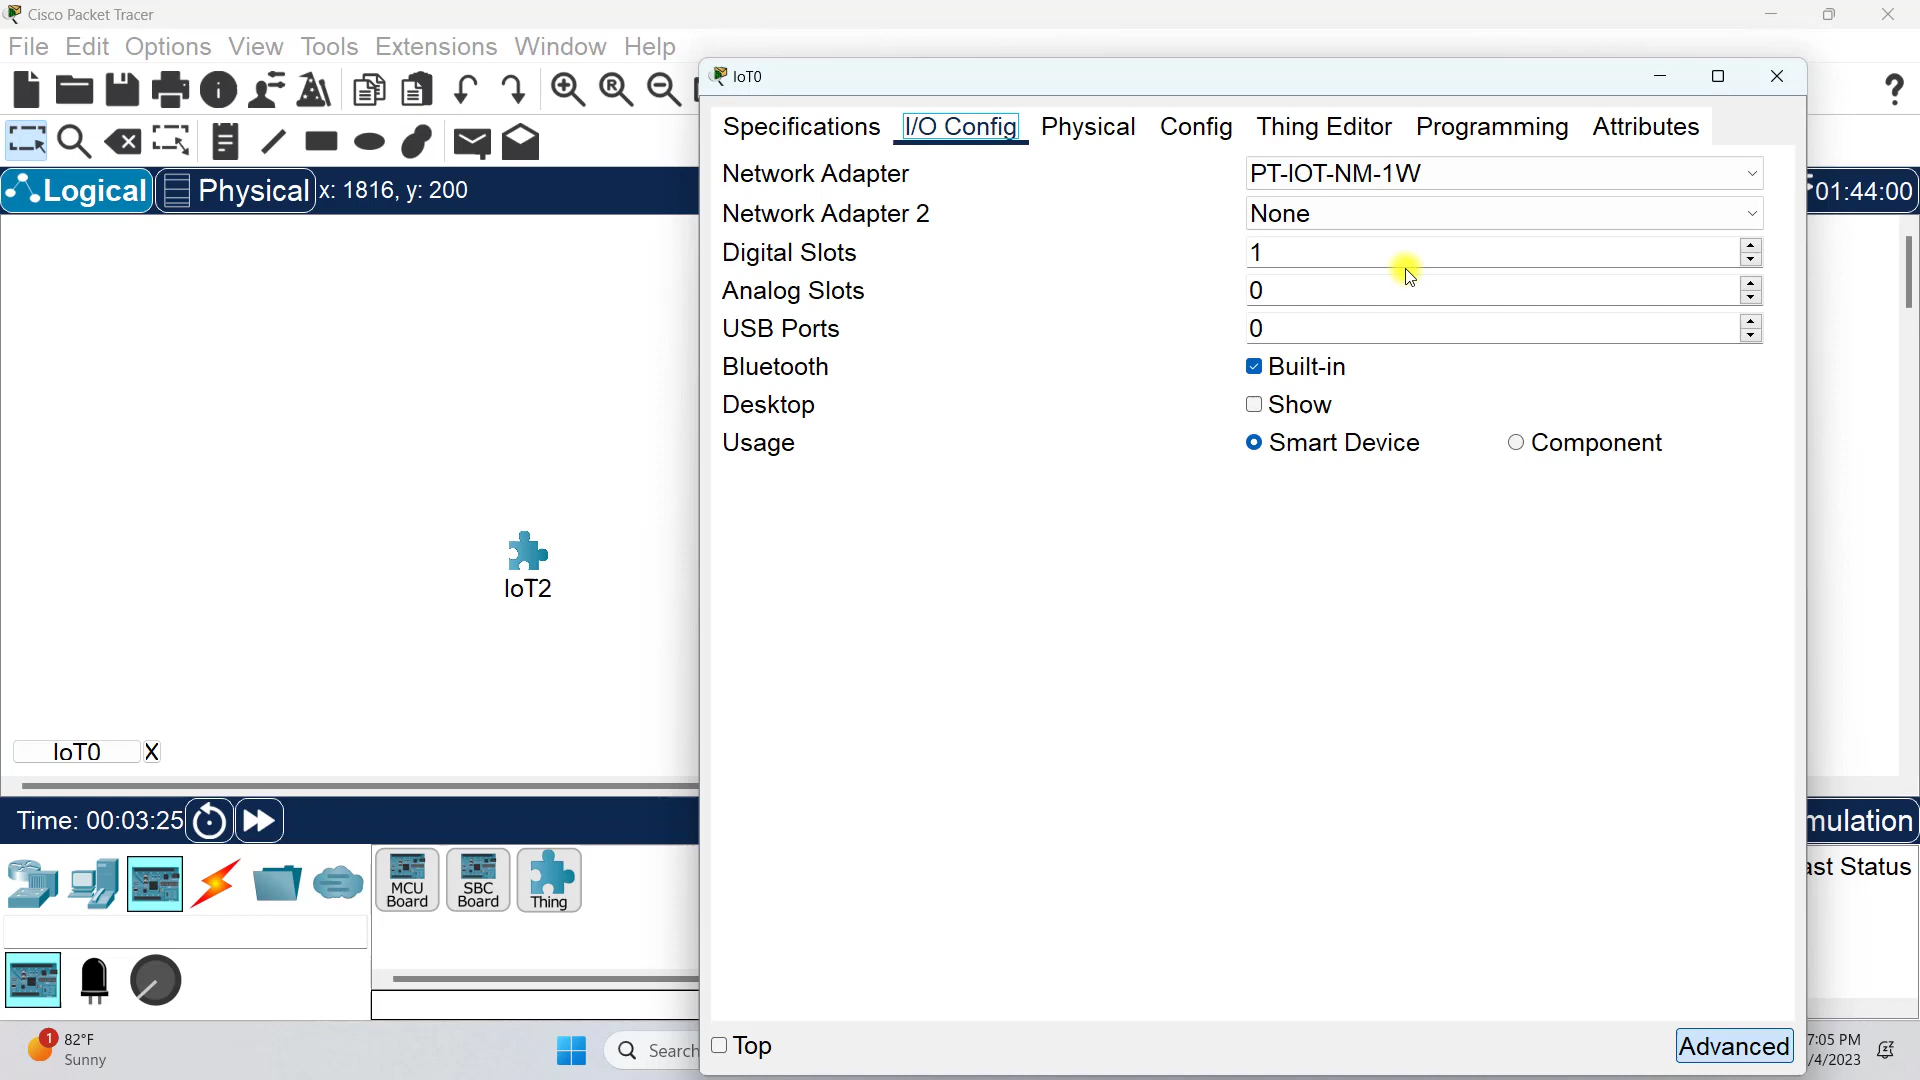 Cisco Packet Tracer
File Edit Options View Tools Extensions Window Help
IoT0
Specifications I/O Config Physical Config Thing Editor Programming Attributes
Logical Physical x: 1816, y: 200
01:44:00
Network Adapter PT-IOT-NM-1W
Network Adapter 2 None
Digital Slots 1
Analog Slots 0
USB Ports 0
Bluetooth Built-in
Desktop Show
Usage Smart Device Component
IoT2
IoT0 X
Time: 00:03:25
mulation
MCU Board
SBC Board
Thing
ast Status
Top
Advanced
1
82°F
Sunny
Search
7:05 PM
/4/2023